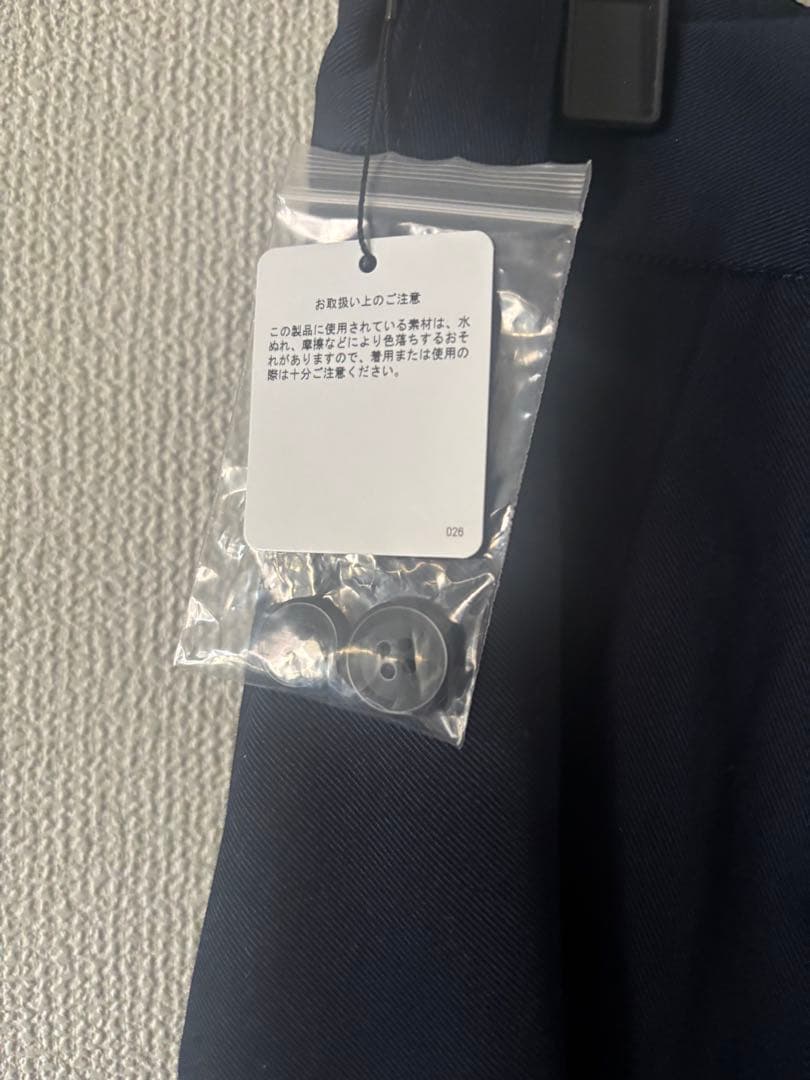 お取扱い上のご注意
この製品に使用されている素材は、水
ぬれ、摩擦などにより色落ちするおそ
れがありますので、着用または使用の
際は十分ご注意ください。
026